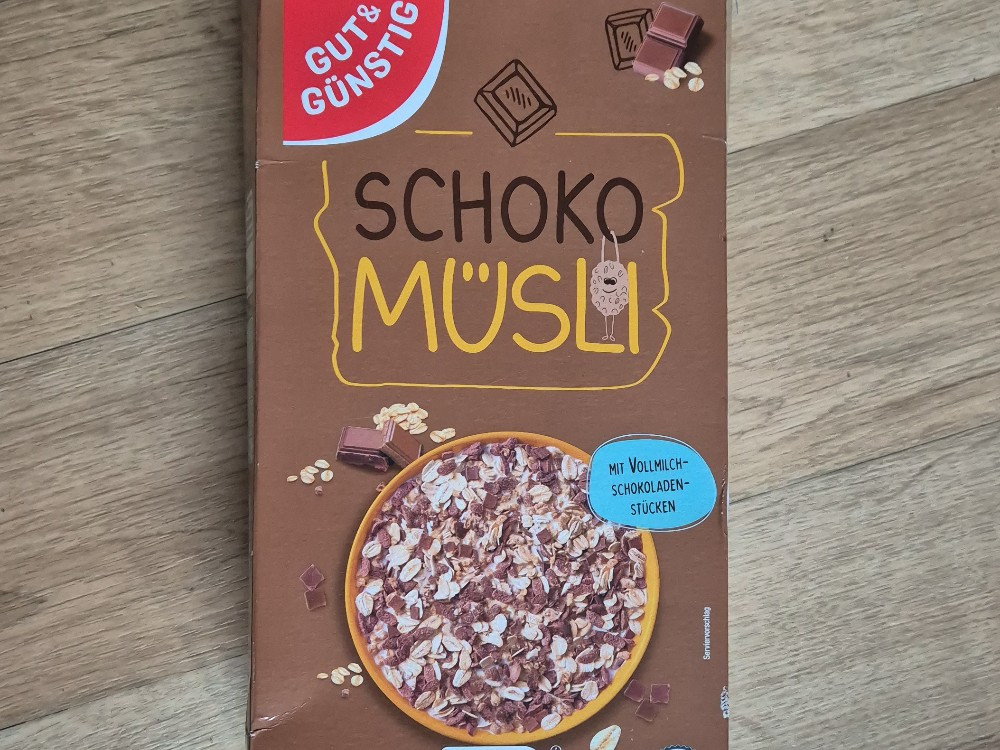 GUT&
GÜNSTIG
SCHOKO
MÜSLI
MIT VOLLMILCH-
SCHOKOLADEN-
STÜCKEN
Serviervorschlag